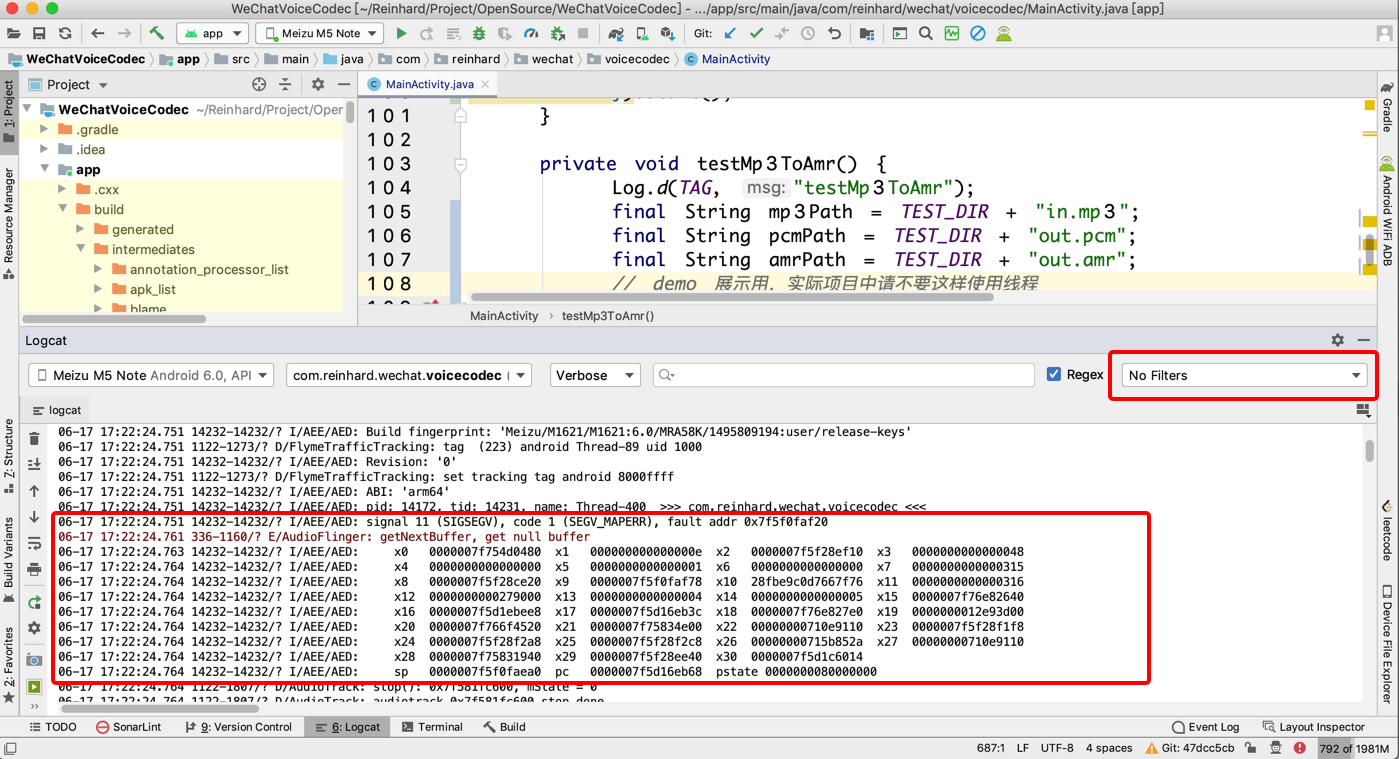 WeChatVoiceCodec [~/Reinhard/Project/OpenSource/WeChatVoiceCodec] - .../app/src/main/java/com/reinhard/wechat/voicecodec/MainActivity.java [app]
app Meizu M5 Note Git:
WeChatVoiceCodec app src main java com reinhard wechat voicecodec MainActivity
1: Project
Resource Manager
Z: Structure
Build Variants
2: Favorites
Project
WeChatVoiceCodec ~/Reinhard/Project/Oper
.gradle
.idea
app
.cxx
build
generated
intermediates
annotation_processor_list
apk_list
blame
MainActivity.java
101 }
102
103 private void testMp3ToAmr() {
104 Log.d(TAG, msg: "testMp3ToAmr");
105 final String mp3Path = TEST_DIR + "in.mp3";
106 final String pcmPath = TEST_DIR + "out.pcm";
107 final String amrPath = TEST_DIR + "out.amr";
108 // demo 展示用，实际项目中请不要这样使用线程
MainActivity testMp3ToAmr()
Gradle
Android WiFi ADB
leetcode
Device File Explorer
Logcat
Meizu M5 Note Android 6.0, API com.reinhard.wechat.voicecodec ( Verbose Regex No Filters
logcat
06-17 17:22:24.751 14232-14232/? I/AEE/AED: Build fingerprint: 'Meizu/M1621/M1621:6.0/MRA58K/1495809194:user/release-keys'
06-17 17:22:24.751 1122-1273/? D/FlymeTrafficTracking: tag  (223) android Thread-89 uid 1000
06-17 17:22:24.751 14232-14232/? I/AEE/AED: Revision: '0'
06-17 17:22:24.751 1122-1273/? D/FlymeTrafficTracking: set tracking tag android 8000ffff
06-17 17:22:24.751 14232-14232/? I/AEE/AED: ABI: 'arm64'
06-17 17:22:24.751 14232-14232/? I/AEE/AED: pid: 14172, tid: 14231, name: Thread-400  >>> com.reinhard.wechat.voicecodec <<<
06-17 17:22:24.751 14232-14232/? I/AEE/AED: signal 11 (SIGSEGV), code 1 (SEGV_MAPERR), fault addr 0x7f5f0faf20
06-17 17:22:24.761 336-1160/? E/AudioFlinger: getNextBuffer, get null buffer
06-17 17:22:24.763 14232-14232/? I/AEE/AED: x0 0000007f754d0480 x1 000000000000000e x2 0000007f5f28ef10 x3 0000000000000048
06-17 17:22:24.764 14232-14232/? I/AEE/AED: x4 0000000000000000 x5 0000000000000001 x6 0000000000000000 x7 0000000000000315
06-17 17:22:24.764 14232-14232/? I/AEE/AED: x8 0000007f5f28ce20 x9 0000007f5f0faf78 x10 28fbe9c0d7667f76 x11 0000000000000316
06-17 17:22:24.764 14232-14232/? I/AEE/AED: x12 0000000000279000 x13 0000000000000004 x14 0000000000000005 x15 0000007f76e82640
06-17 17:22:24.764 14232-14232/? I/AEE/AED: x16 0000007f5d1ebee8 x17 0000007f5d16eb3c x18 0000007f76e827e0 x19 0000000012e93d00
06-17 17:22:24.764 14232-14232/? I/AEE/AED: x20 0000007f766f4520 x21 0000007f75834e00 x22 00000000710e9110 x23 0000007f5f28f1f8
06-17 17:22:24.764 14232-14232/? I/AEE/AED: x24 0000007f5f28f2a8 x25 0000007f5f28f2c8 x26 00000000715b852a x27 00000000710e9110
06-17 17:22:24.764 14232-14232/? I/AEE/AED: x28 0000007f75831940 x29 0000007f5f28ee40 x30 0000007f5d1c6014
06-17 17:22:24.764 14232-14232/? I/AEE/AED: sp 0000007f5f0faea0 pc 0000007f5d16eb68 pstate 0000000080000000
06-17 17:22:24.764 1122-1807/? D/AudioTrack: stop(): 0x7f581fc600, mState = 0
06-17 17:22:24.764 1122-1807/? D/AudioTrack: audiotrack 0x7f581fc600 stop done
TODO SonarLint 9: Version Control 6: Logcat Terminal Build Event Log Layout Inspector
687:1 LF UTF-8 4 spaces Git: 47dcc5cb 792 of 1981M